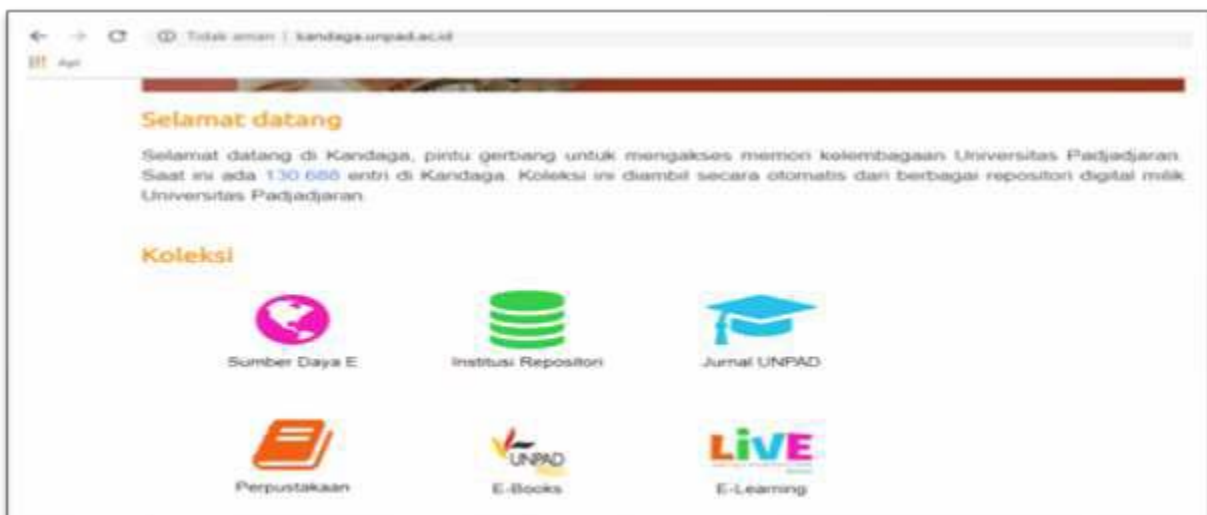 Tidak aman | kandaga.unpad.ac.id
Apl
Selamat datang
Selamat datang di Kandaga, pintu gerbang untuk mengakses memori kelembagaan Universitas Padjadjaran.
Saat ini ada 130.688 entri di Kandaga. Koleksi ini diambil secara otomatis dari berbagai repositori digital milik
Universitas Padjadjaran.
Koleksi
Sumber Daya E
Institusi Repositori
Jurnal UNPAD
UNPAD
LiVE
Perpustakaan
E-Books
E-Learning